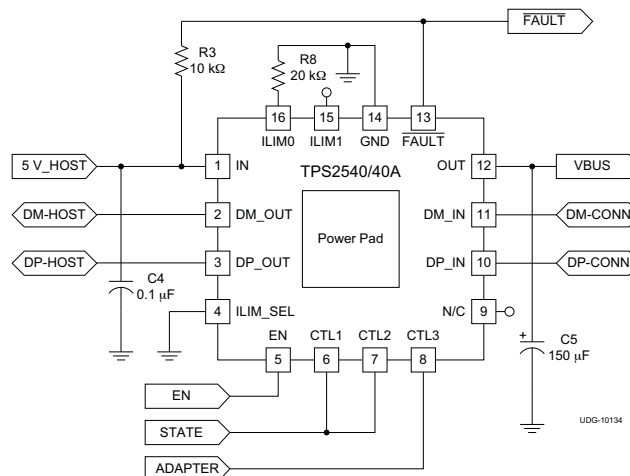 FAULT
R3
10 kΩ
R8
20 kΩ
16
15
14
13
ILIM0
ILIM1
GND
FAULT
5 V_HOST
1
IN
TPS2540/40A
OUT
12
VBUS
DM-HOST
2
DM_OUT
DM_IN
11
DM-CONN
Power Pad
DP-HOST
3
DP_OUT
DP_IN
10
DP-CONN
C4
0.1 µF
4
ILIM_SEL
N/C
9
EN
CTL1
CTL2
CTL3
5
6
7
8
+
C5
150 µF
EN
STATE
ADAPTER
UDG-10134